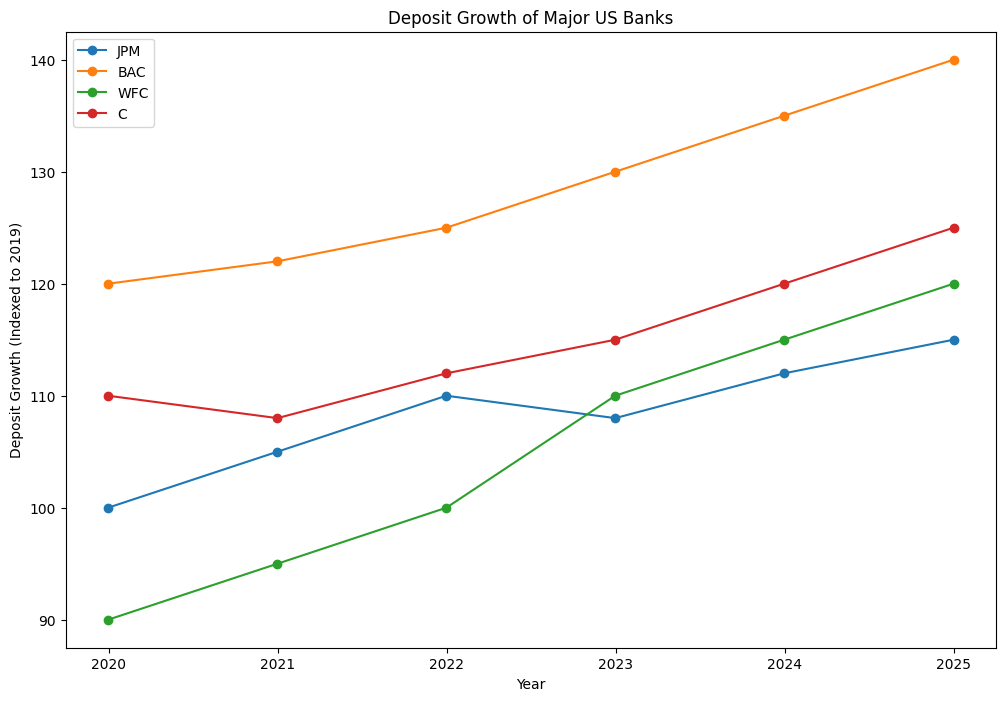 Deposit Growth of Major US Banks
JPM
BAC
WFC
C
Deposit Growth (Indexed to 2019)
140
130
120
110
100
90
2020 2021 2022 2023 2024 2025
Year